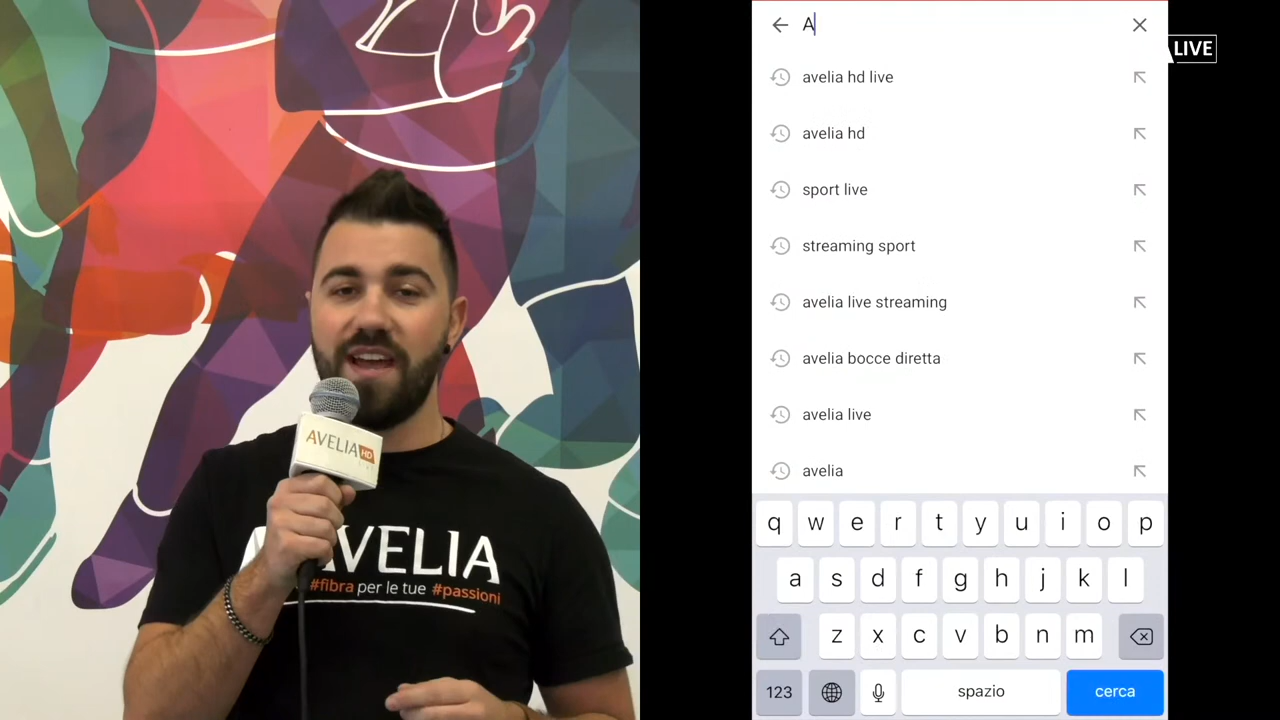 AVELIA HD
AVELIA
#fibra per le tue #passioni
A
LIVE
avelia hd live
avelia hd
sport live
streaming sport
avelia live streaming
avelia bocce diretta
avelia live
avelia
q w e r t y u i o p
a s d f g h j k l
z x c v b n m
123 spazio cerca